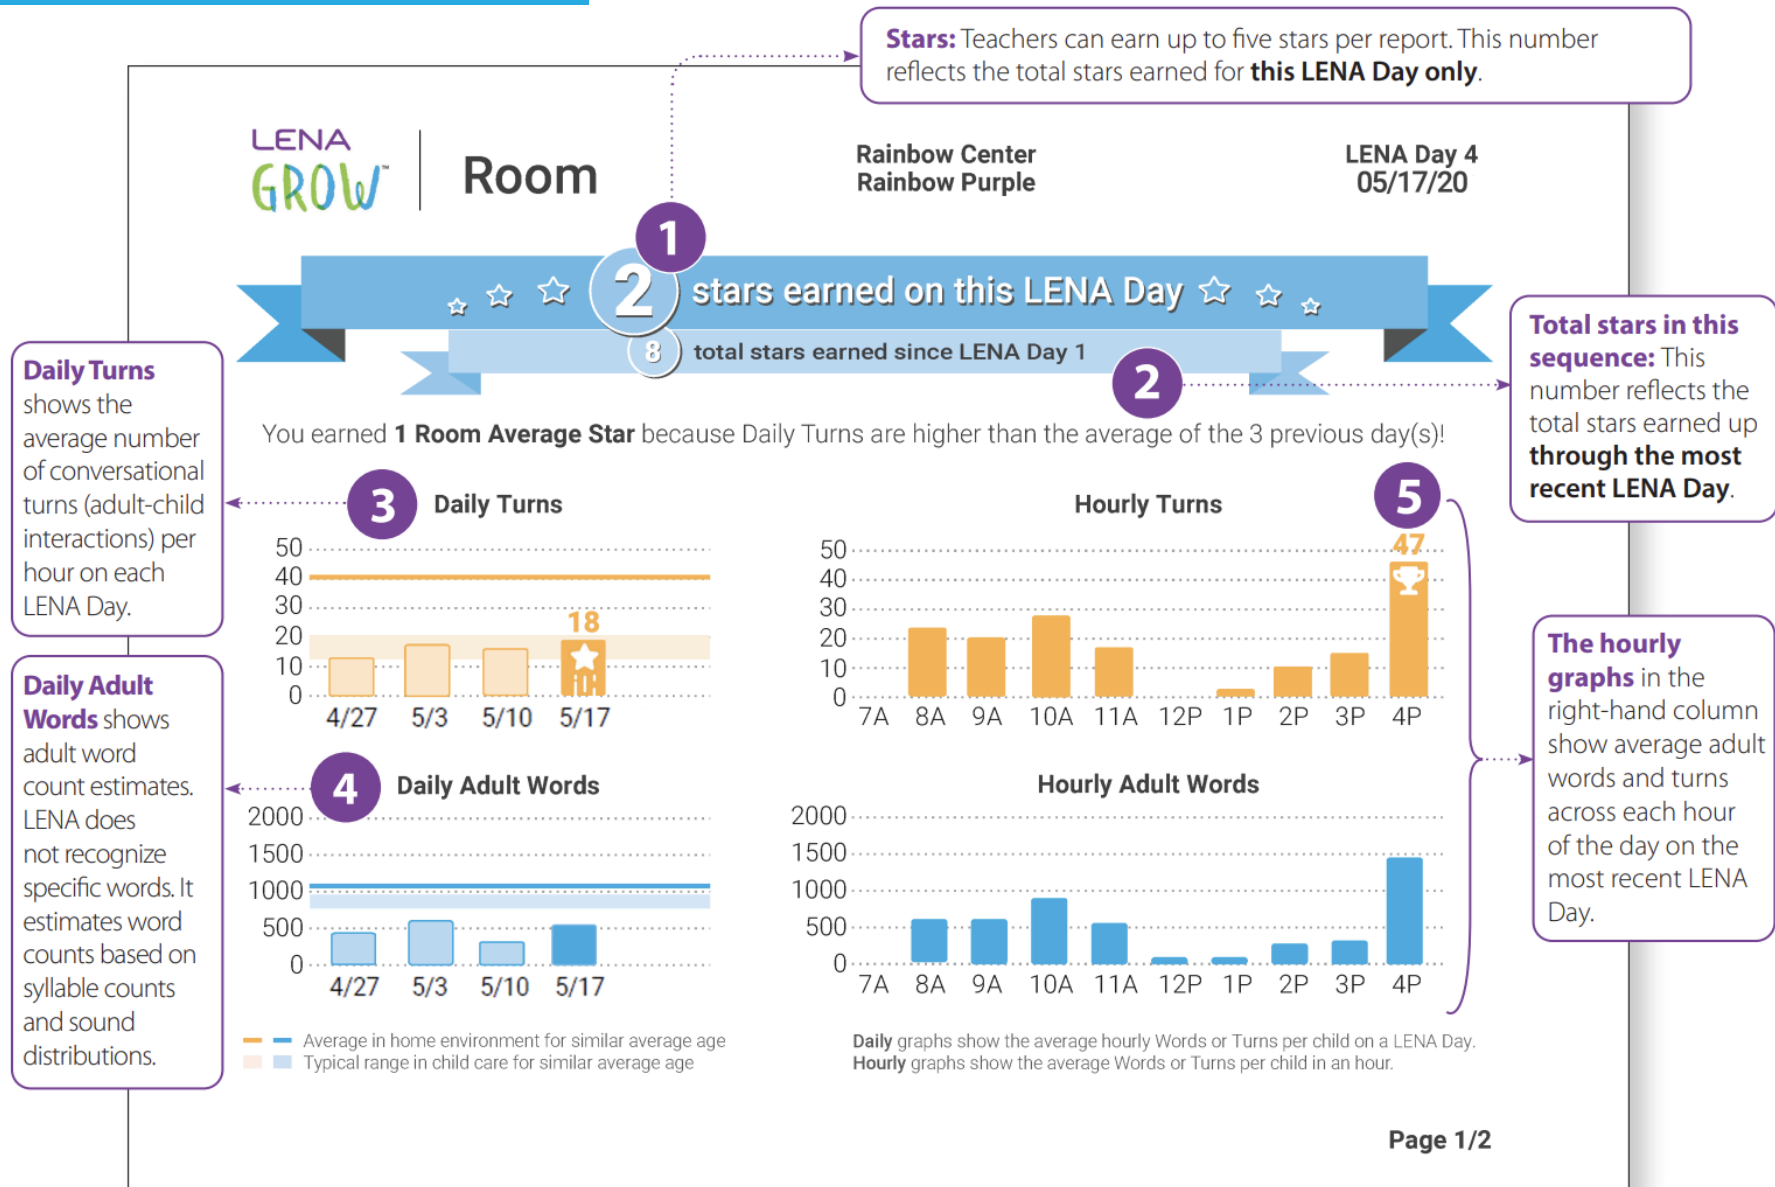 Stars: Teachers can earn up to five stars per report. This number
reflects the total stars earned for this LENA Day only.
LENA
GROW™
Room
Rainbow Center
Rainbow Purple
LENA Day 4
05/17/20
1
2 stars earned on this LENA Day
8 total stars earned since LENA Day 1
2
Total stars in this
sequence: This
number reflects the
total stars earned up
through the most
recent LENA Day.
You earned 1 Room Average Star because Daily Turns are higher than the average of the 3 previous day(s)!
Daily Turns
shows the
average number
of conversational
turns (adult-child
interactions) per
hour on each
LENA Day.
3
Daily Turns
50
40
30
20
10
0
18
4/27 5/3 5/10 5/17
5
Hourly Turns
50
40
30
20
10
0
47
7A 8A 9A 10A 11A 12P 1P 2P 3P 4P
Daily Adult
Words shows
adult word
count estimates.
LENA does
not recognize
specific words. It
estimates word
counts based on
syllable counts
and sound
distributions.
4
Daily Adult Words
2000
1500
1000
500
0
4/27 5/3 5/10 5/17
Hourly Adult Words
2000
1500
1000
500
0
7A 8A 9A 10A 11A 12P 1P 2P 3P 4P
The hourly
graphs in the
right-hand column
show average adult
words and turns
across each hour
of the day on the
most recent LENA
Day.
Average in home environment for similar average age
Typical range in child care for similar average age
Daily graphs show the average hourly Words or Turns per child on a LENA Day.
Hourly graphs show the average Words or Turns per child in an hour.
Page 1/2